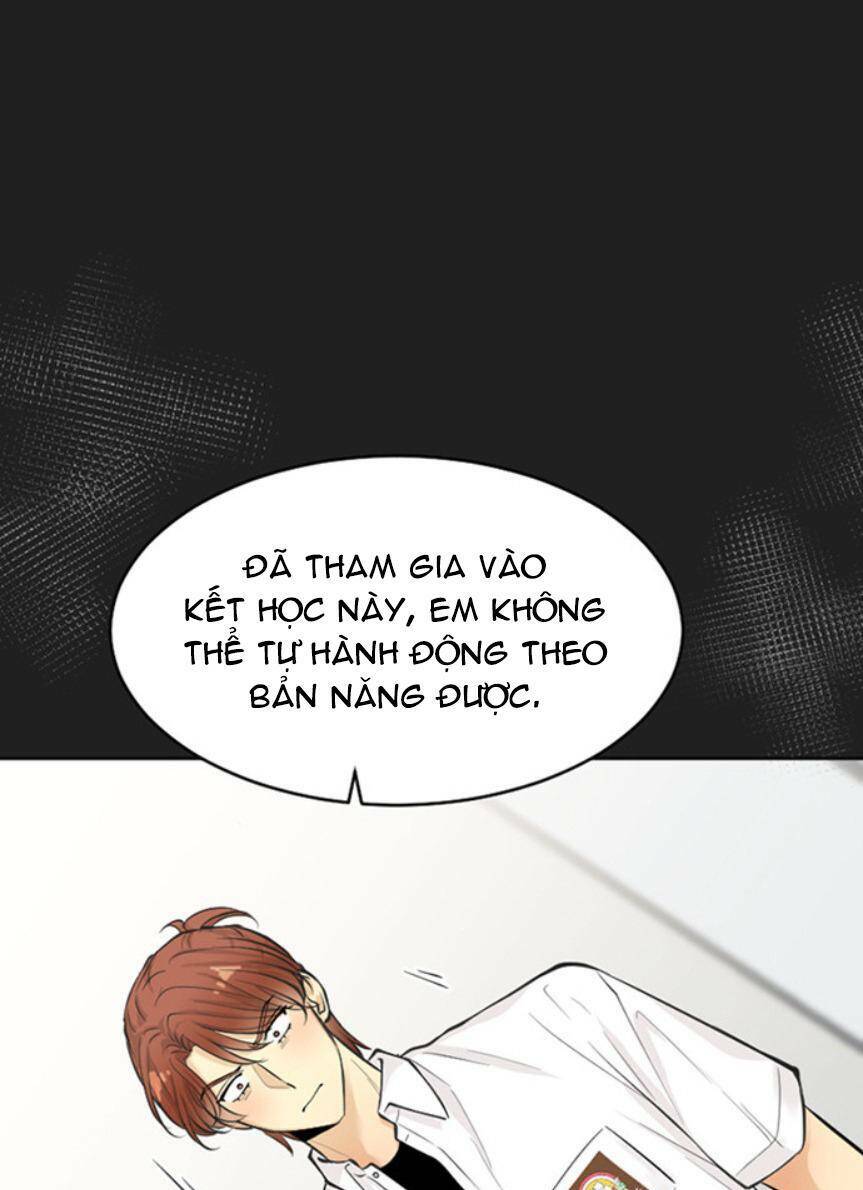 ĐÃ THAM GIA VÀO
KẾT HỌC NÀY, EM KHÔNG
THỂ TỰ HÀNH ĐỘNG THEO
BẢN NĂNG ĐƯỢC.